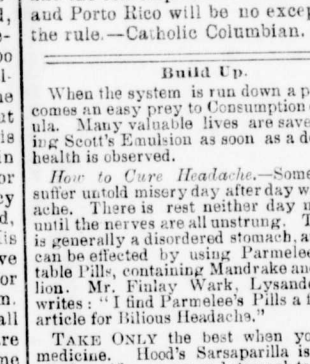 and Porto Rico will be no excep
the rule.—Catholic Columbian.
Build Up.
When the system is run down a p
comes an easy prey to Consumption
ula. Many valuable lives are save
ing Scott's Emulsion as soon as a de
health is observed.
How to Cure Headache.—Some
suffer untold misery day after day w
ache. There is rest neither day n
until the nerves are all unstrung. T
is generally a disordered stomach, a
can be effected by using Parmelee
table Pills, containing Mandrake an
lion. Mr. Finlay Wark, Lysande
writes: "I find Parmelee's Pills a f
article for Bilious Headache."
TAKE ONLY the best when yo
medicine. Hood's Sarsaparilla is